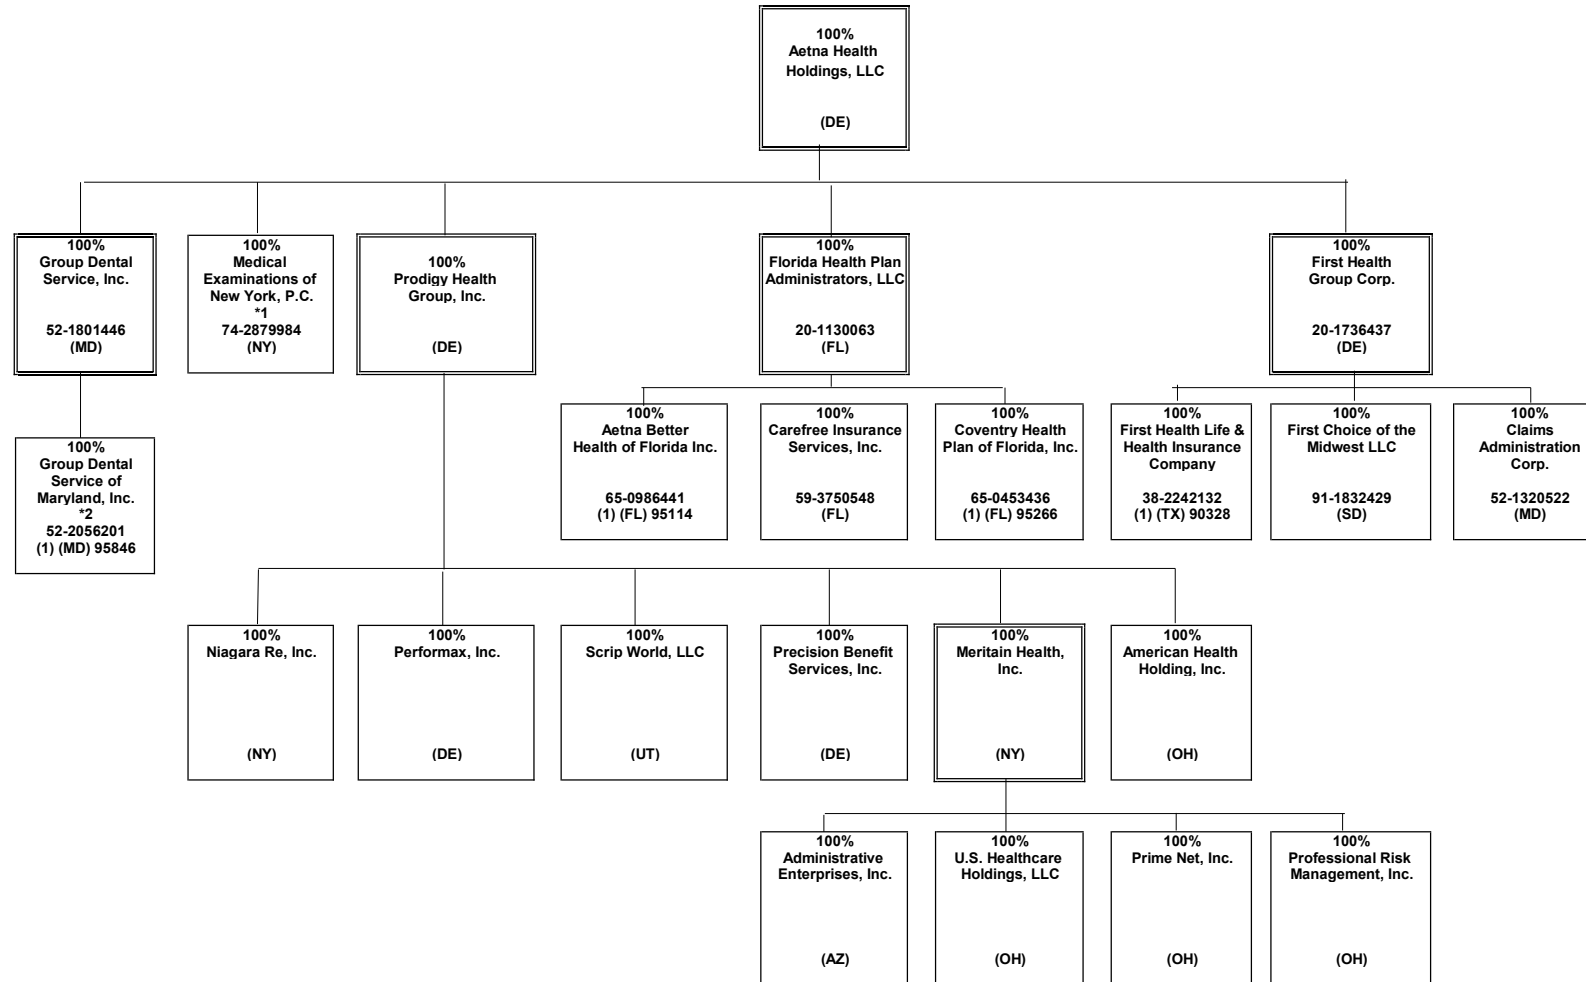 100%
Aetna Health
Holdings, LLC
(DE)
100%
Group Dental
Service, Inc.
52-1801446
(MD)
100%
Medical
Examinations of
New York, P.C.
*1
74-2879984
(NY)
100%
Prodigy Health
Group, Inc.
(DE)
100%
Florida Health Plan
Administrators, LLC
20-1130063
(FL)
100%
First Health
Group Corp.
20-1736437
(DE)
100%
Group Dental
Service of
Maryland, Inc.
*2
52-2056201
(1) (MD) 95846
100%
Aetna Better
Health of Florida Inc.
65-0986441
(1) (FL) 95114
100%
Carefree Insurance
Services, Inc.
59-3750548
(FL)
100%
Coventry Health
Plan of Florida, Inc.
65-0453436
(1) (FL) 95266
100%
First Health Life &
Health Insurance
Company
38-2242132
(1) (TX) 90328
100%
First Choice of the
Midwest LLC
91-1832429
(SD)
100%
Claims
Administration
Corp.
52-1320522
(MD)
100%
Niagara Re, Inc.
(NY)
100%
Performax, Inc.
(DE)
100%
Scrip World, LLC
(UT)
100%
Precision Benefit
Services, Inc.
(DE)
100%
Meritain Health,
Inc.
(NY)
100%
American Health
Holding, Inc.
(OH)
100%
Administrative
Enterprises, Inc.
(AZ)
100%
U.S. Healthcare
Holdings, LLC
(OH)
100%
Prime Net, Inc.
(OH)
100%
Professional Risk
Management, Inc.
(OH)